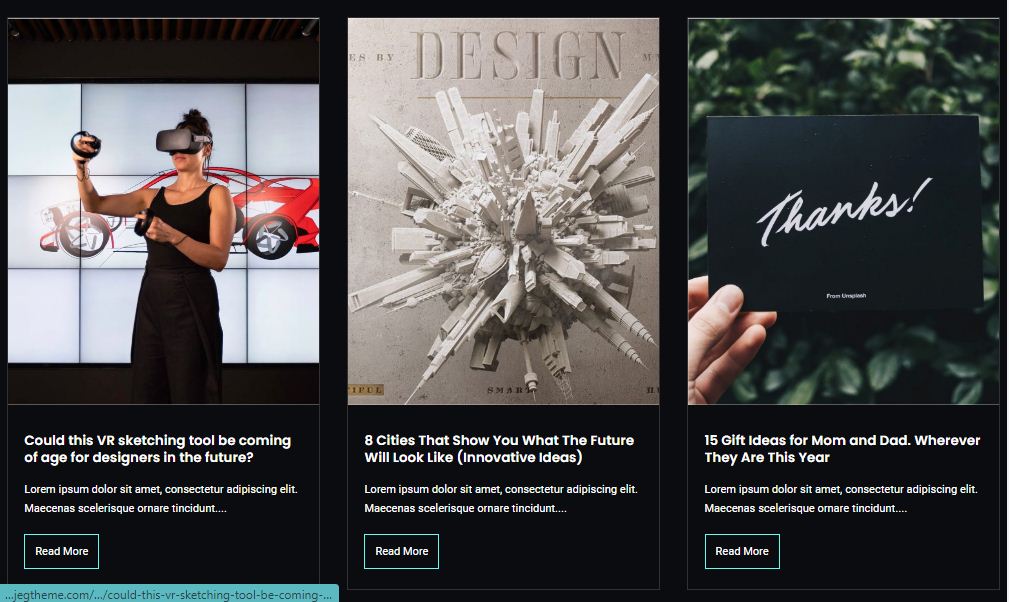 DESIGN
ES BY
Thanks!
From Unsplash
SMART
Could this VR sketching tool be coming
of age for designers in the future?
Lorem ipsum dolor sit amet, consectetur adipiscing elit.
Maecenas scelerisque ornare tincidunt....
Read More
8 Cities That Show You What The Future
Will Look Like (Innovative Ideas)
Lorem ipsum dolor sit amet, consectetur adipiscing elit.
Maecenas scelerisque ornare tincidunt....
Read More
15 Gift Ideas for Mom and Dad. Wherever
They Are This Year
Lorem ipsum dolor sit amet, consectetur adipiscing elit.
Maecenas scelerisque ornare tincidunt....
Read More
...jegtheme.com/.../could-this-vr-sketching-tool-be-coming-...